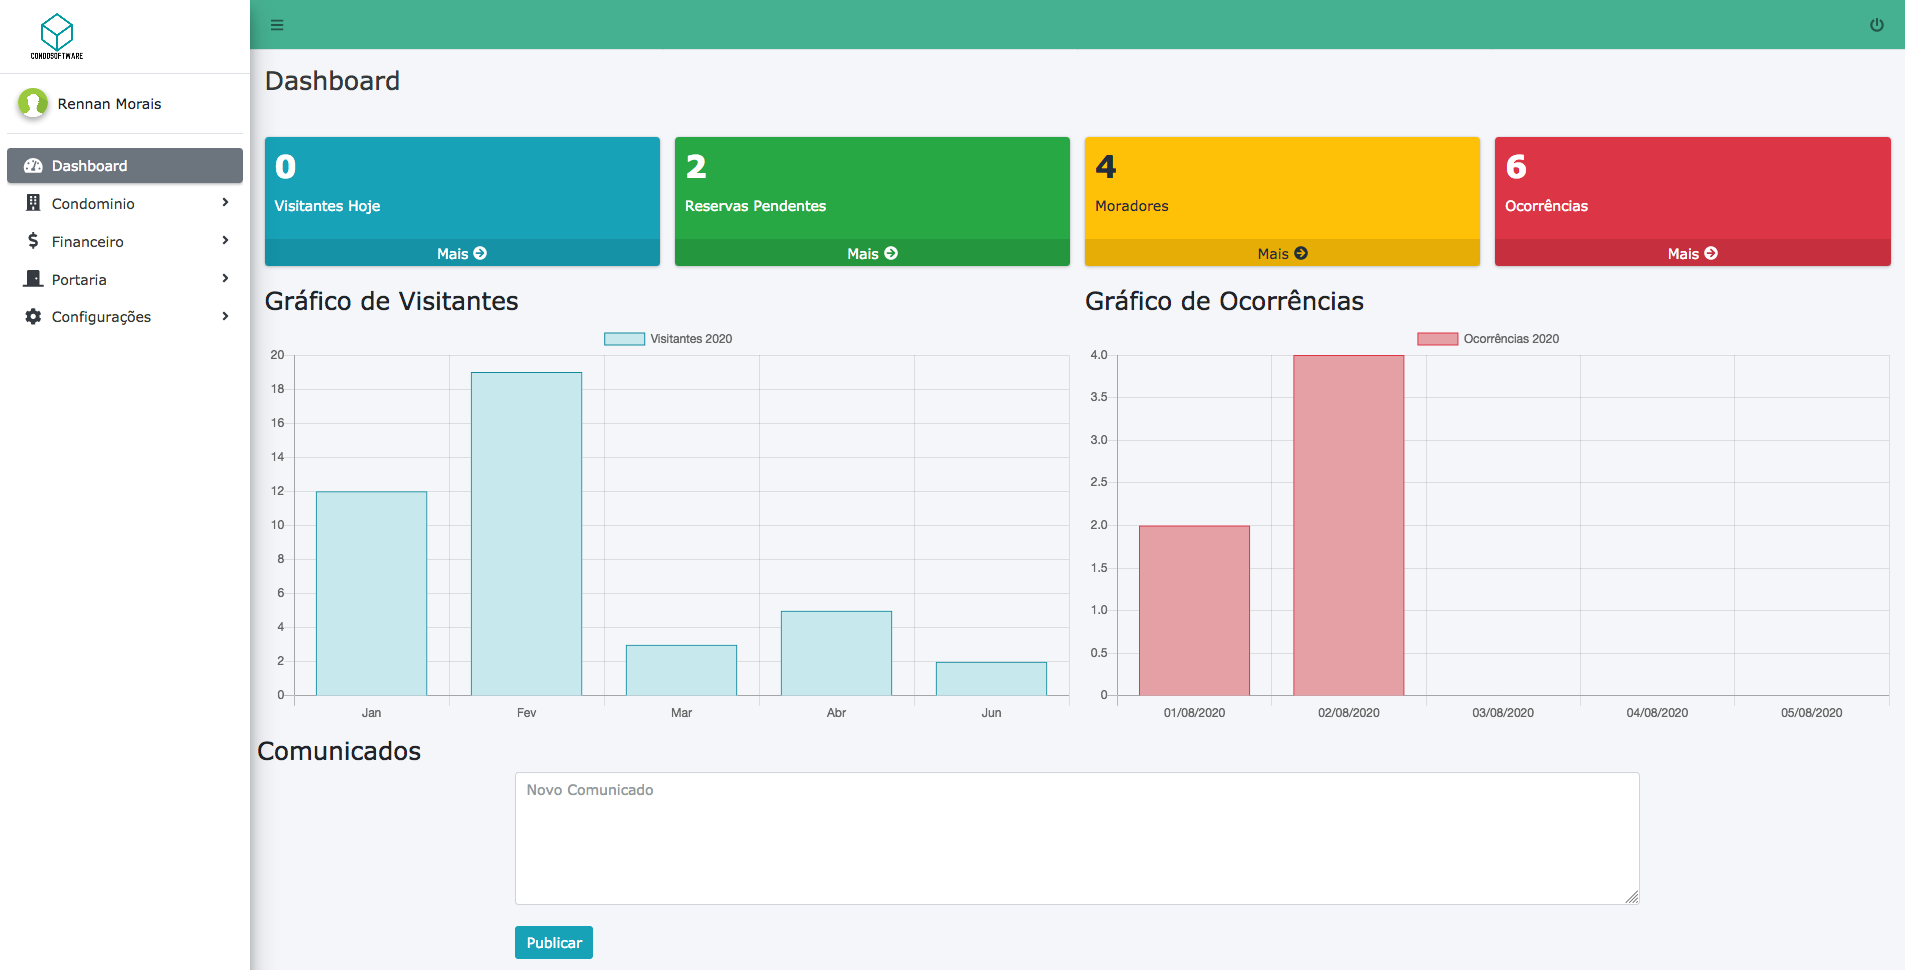 CONDOSOFTWARE
Rennan Morais
Dashboard
Condominio
Financeiro
Portaria
Configurações
Dashboard
0
Visitantes Hoje
Mais
2
Reservas Pendentes
Mais
4
Moradores
Mais
6
Ocorrências
Mais
Gráfico de Visitantes
Visitantes 2020
20
18
16
14
12
10
8
6
4
2
0
Jan Fev Mar Abr Jun
Gráfico de Ocorrências
Ocorrências 2020
4.0
3.5
3.0
2.5
2.0
1.5
1.0
0.5
0
01/08/2020 02/08/2020 03/08/2020 04/08/2020 05/08/2020
Comunicados
Novo Comunicado
Publicar